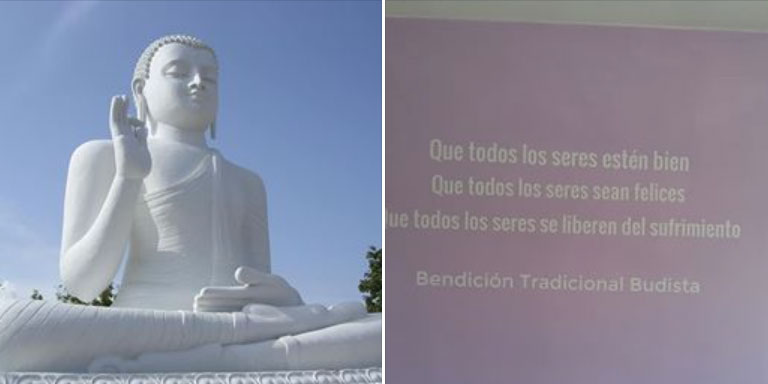 Que todos los seres estén bien
Que todos los seres sean felices
ue todos los seres se liberen del sufrimiento
Bendición Tradicional Budista